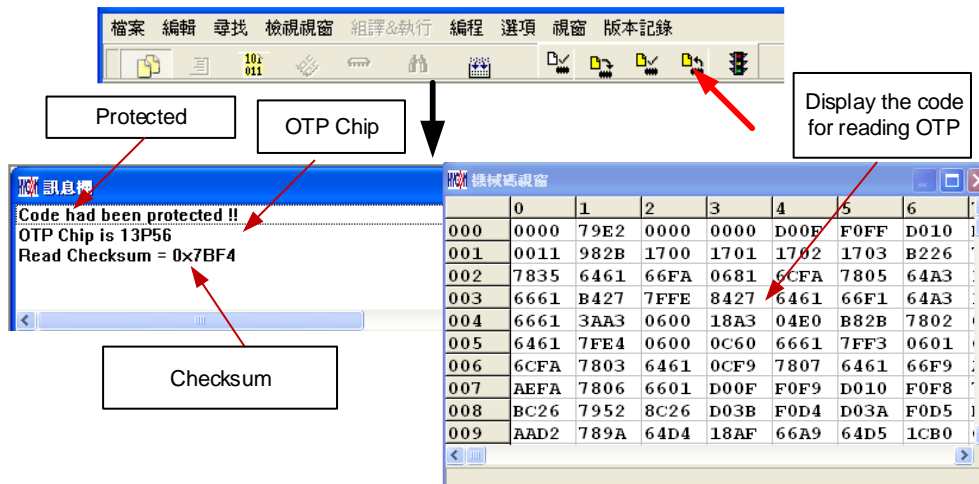 檔案 編輯 尋找 檢視視窗 組譯&執行 編程 選項 視窗 版本記錄
101
011
Protected
OTP Chip
Display the code
for reading OTP
HYCON 訊息欄
Code had been protected !!
OTP Chip is 13P56
Read Checksum = 0x7BF4
Checksum
HYCON 機械碼視窗
0 1 2 3 4 5 6
000 0000 79E2 0000 0000 D00F F0FF D010
001 0011 982B 1700 1701 1702 1703 B226
002 7835 6461 66FA 0681 6CFA 7805 64A3
003 6661 B427 7FFE 8427 6461 66F1 64A3
004 6661 3AA3 0600 18A3 04E0 B82B 7802
005 6461 7FE4 0600 0C60 6661 7FF3 0601
006 6CFA 7803 6461 0CF9 7807 6461 66F9
007 AEFA 7806 6601 D00F F0F9 D010 F0F8
008 BC26 7952 8C26 D03B F0D4 D03A F0D5
009 AAD2 789A 64D4 18AF 66A9 64D5 1CB0